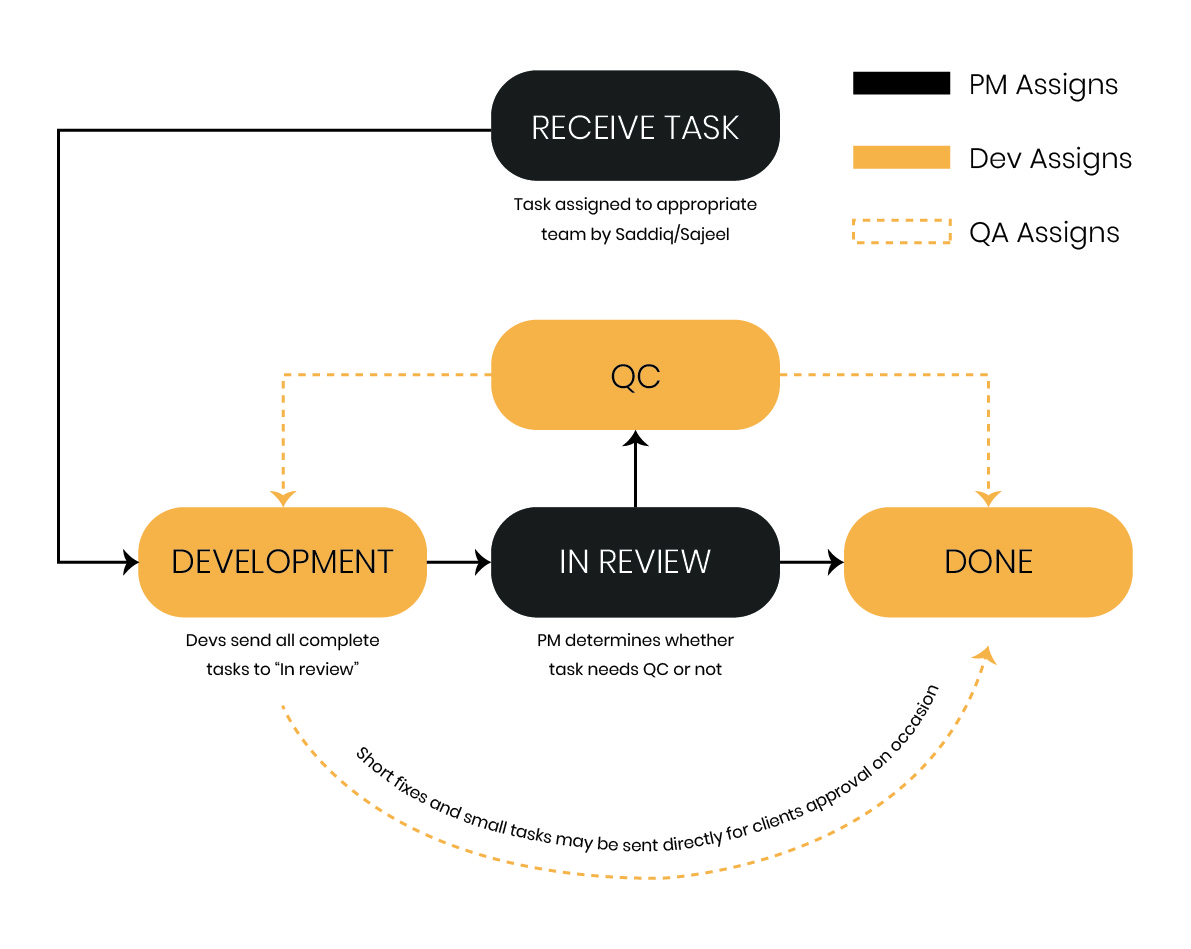 RECEIVE TASK
Task assigned to appropriate
team by Saddiq/Sajeel
PM Assigns
Dev Assigns
QA Assigns
QC
DEVELOPMENT
Devs send all complete
tasks to “In review”
IN REVIEW
PM determines whether
task needs QC or not
DONE
Short fixes and small tasks may be sent directly for clients approval on occasion